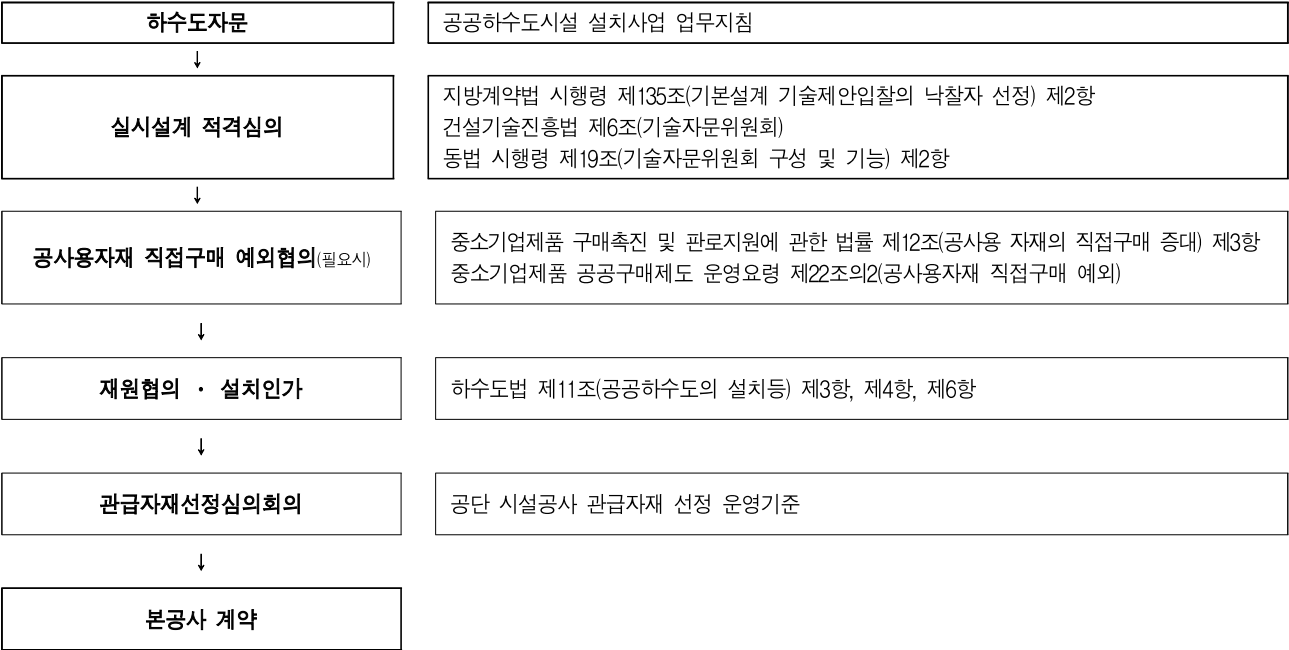 하수도자문
공공하수도시설 설치사업 업무지침
↓
실시설계 적격심의
지방계약법 시행령 제135조(기본설계 기술제안입찰의 낙찰자 선정) 제2항
건설기술진흥법 제6조(기술자문위원회)
동법 시행령 제19조(기술자문위원회 구성 및 기능) 제2항
↓
공사용자재 직접구매 예외협의(필요시)
중소기업제품 구매촉진 및 판로지원에 관한 법률 제12조(공사용 자재의 직접구매 증대) 제3항
중소기업제품 공공구매제도 운영요령 제22조의2(공사용자재 직접구매 예외)
↓
재원협의 · 설치인가
하수도법 제11조(공공하수도의 설치등) 제3항, 제4항, 제6항
↓
관급자재선정심의회의
공단 시설공사 관급자재 선정 운영기준
↓
본공사 계약